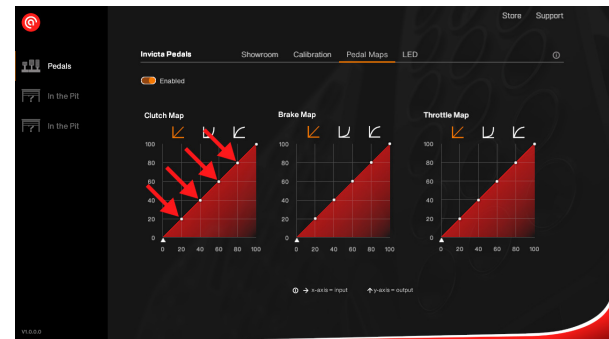 Store Support
Invicta Pedals Showroom Calibration Pedal Maps LED
Pedals
Enabled
In the Pit
In the Pit
Clutch Map Brake Map Throttle Map
100 100 100
80 80 80
60 60 60
40 40 40
20 20 20
0 0 0
0 20 40 60 80 100 0 20 40 60 80 100 0 20 40 60 80 100
x-axis = input y-axis = output
V1.0.0.0